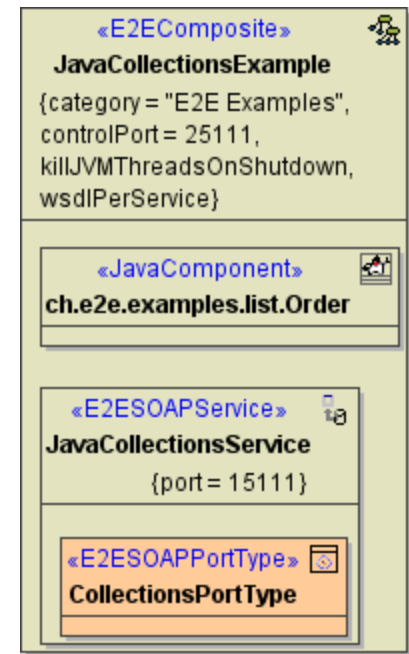 «E2EComposite»
JavaCollectionsExample
{category = "E2E Examples",
controlPort = 25111,
killJVMThreadsOnShutdown,
wsdlPerService}
«JavaComponent»
ch.e2e.examples.list.Order
«E2ESOAPService»
JavaCollectionsService
{port = 15111}
«E2ESOAPPortType»
CollectionsPortType